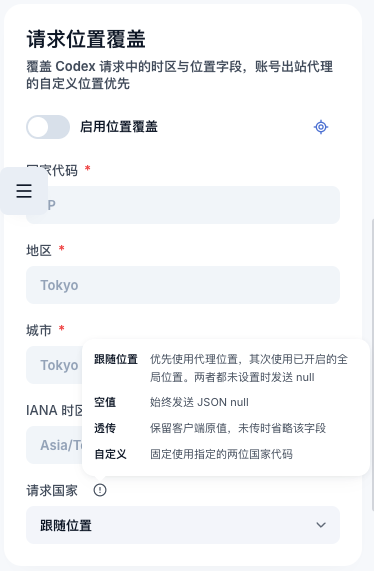 请求位置覆盖
覆盖 Codex 请求中的时区与位置字段，账号出站代理
的自定义位置优先
启用位置覆盖
国家代码 *
P
地区 *
Tokyo
城市 *
Tokyo
跟随位置 优先使用代理位置，其次使用已开启的全
局位置。两者都未设置时发送 null
空值 始终发送 JSON null
透传 保留客户端原值，未传时省略该字段
自定义 固定使用指定的两位国家代码
IANA 时区
Asia/To
请求国家
跟随位置